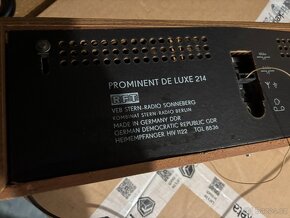 PROMINENT DE LUXE 214
RFT
VEB STERN-RADIO SONNEBERG
KOMBINAT STERN-RADIO BERLIN
MADE IN GERMANY DDR
GERMAN DEMOCRATIC REPUBLIC GDR
HEIMEMPFÄNGER HIV 1122 TGL 8836